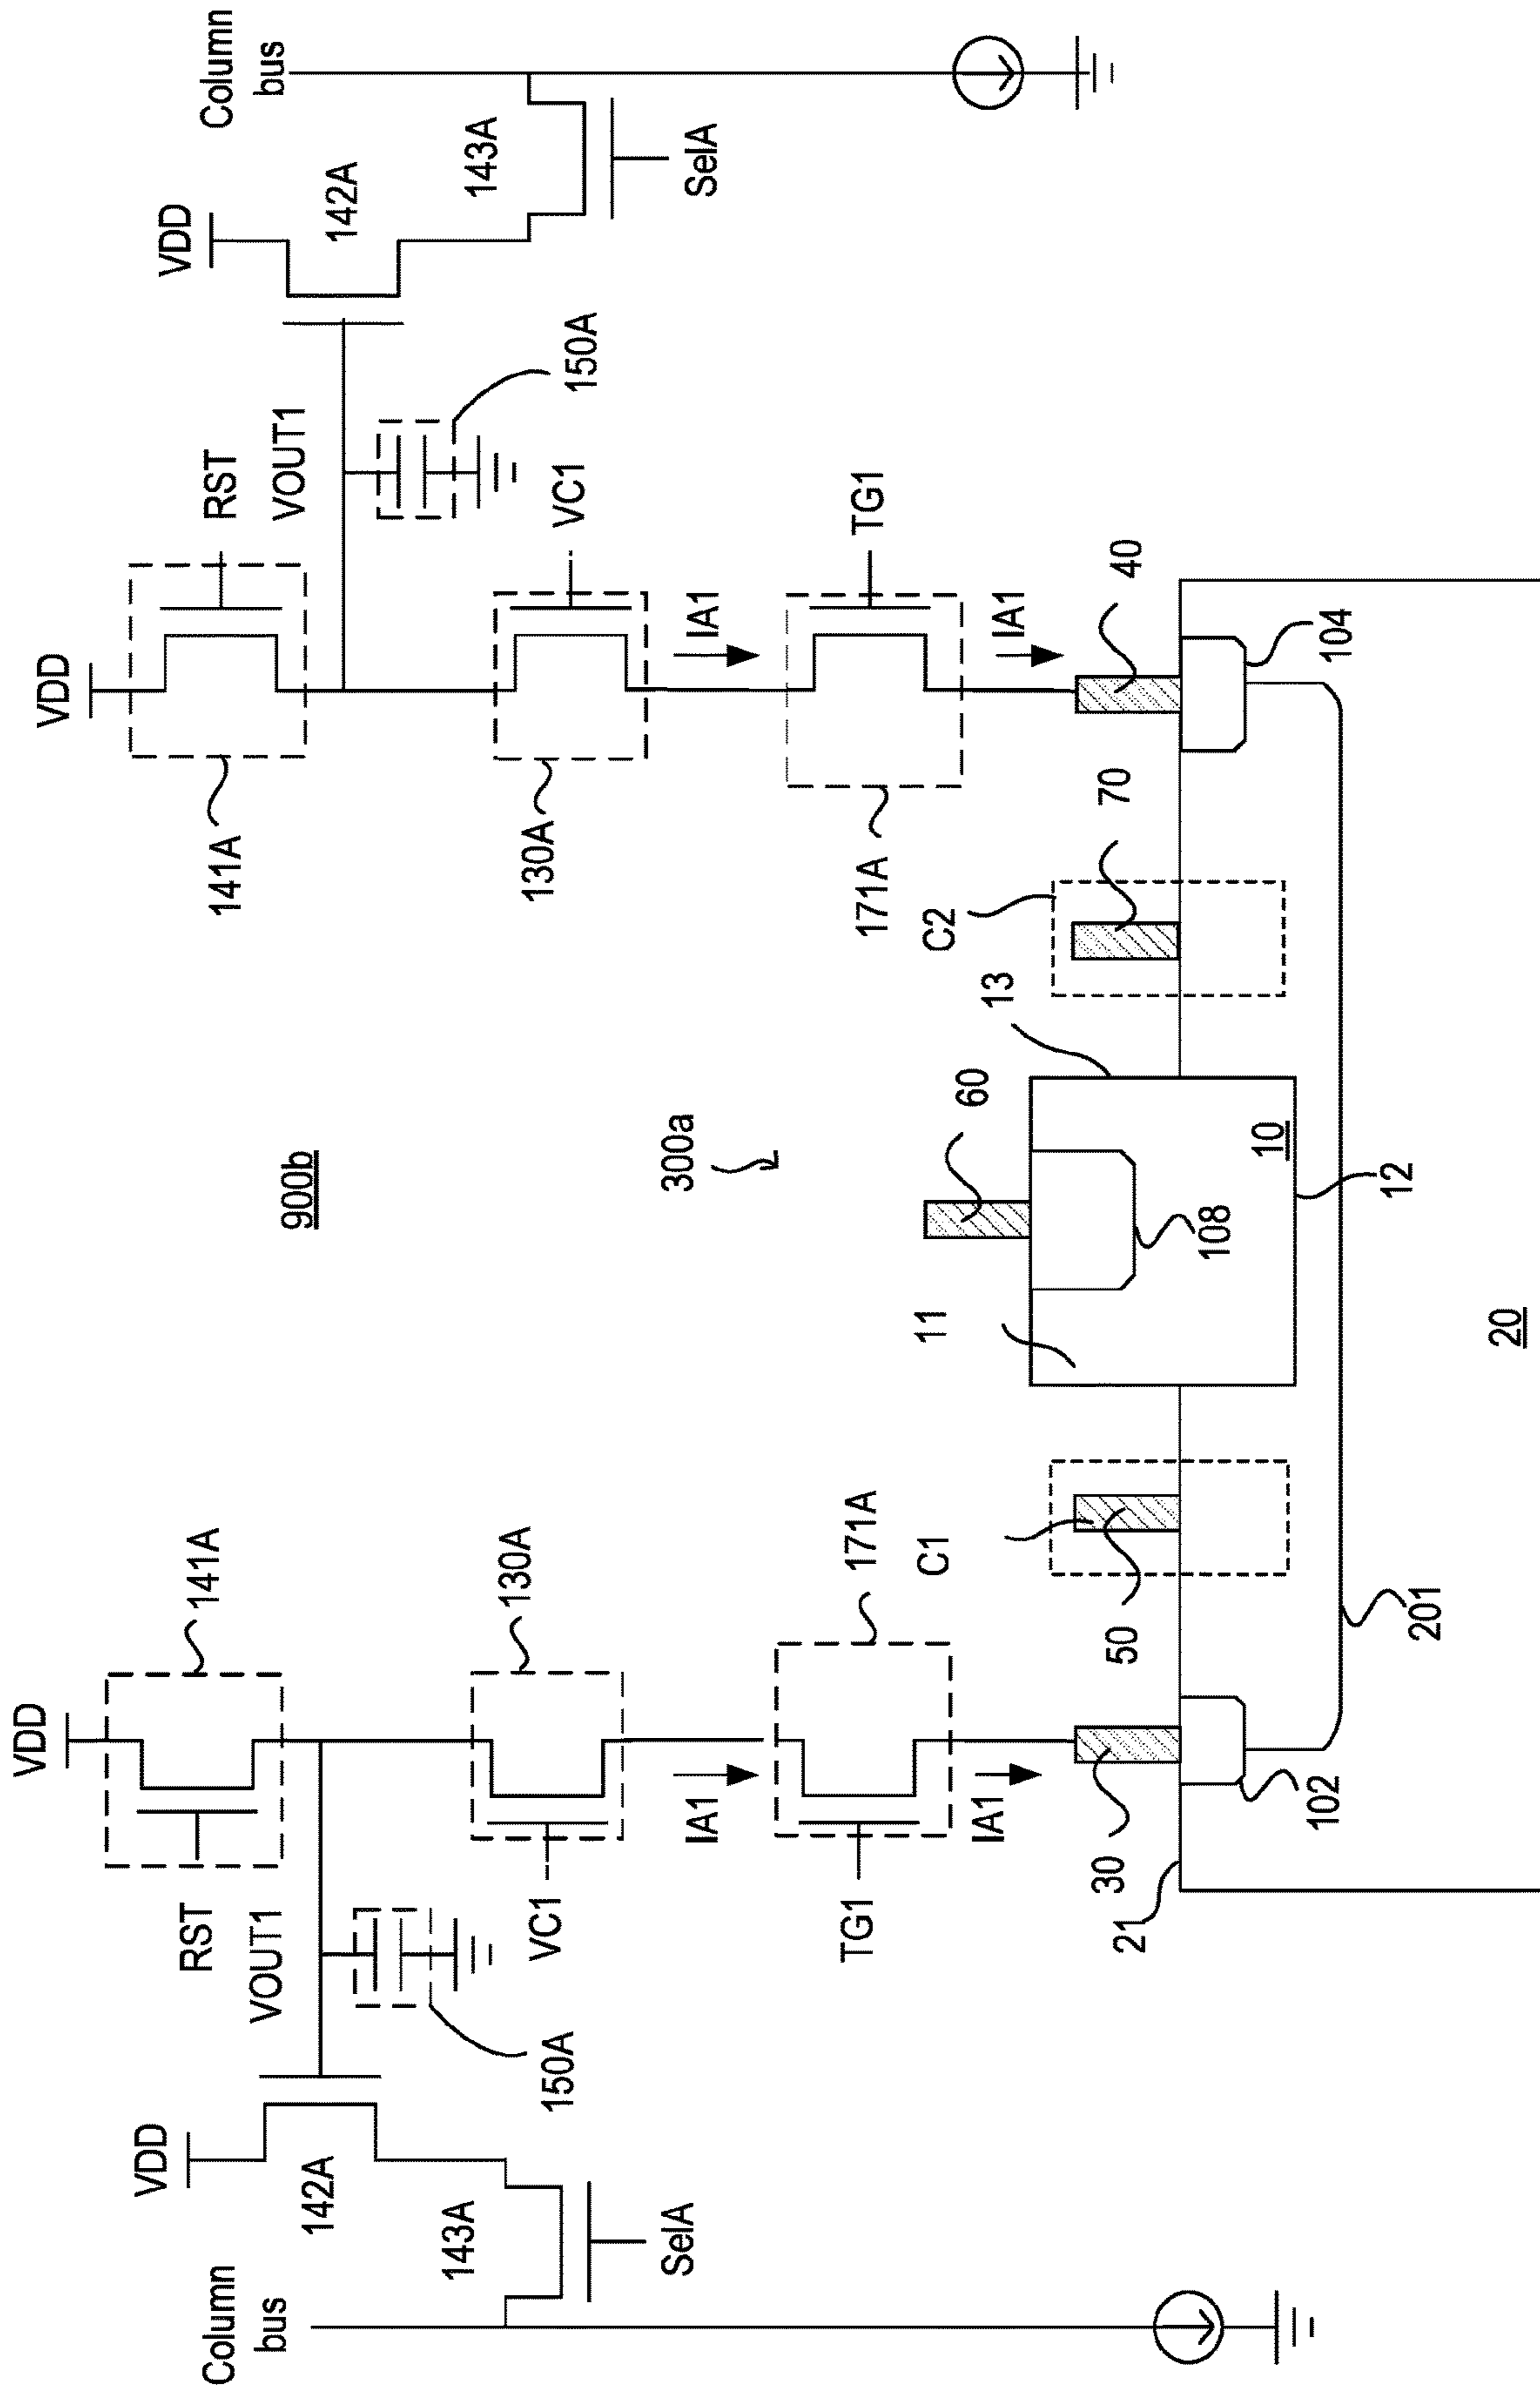 VDD
VDD
VDD
141A
141A
VDD
Column
bus
RST
RST
Column
bus
VOUT1
900b
VOUT1
142A
142A
143A
130A
130A
143A
150A
VC1
VC1
150A
SelA
IA1
300a
IA1
SelA
TG1
171A
171A
TG1
C1
11
60
13
C2
IA1
IA1
30
50
70
40
21
108
10
102
201
12
104
20